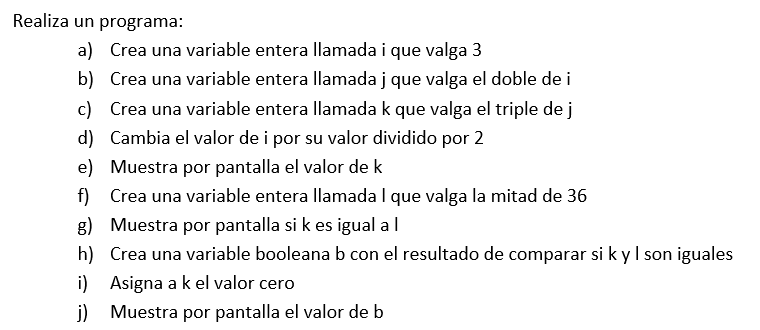 Realiza un programa:
a) Crea una variable entera llamada i que valga 3
b) Crea una variable entera llamada j que valga el doble de i
c) Crea una variable entera llamada k que valga el triple de j
d) Cambia el valor de i por su valor dividido por 2
e) Muestra por pantalla el valor de k
f) Crea una variable entera llamada l que valga la mitad de 36
g) Muestra por pantalla si k es igual a l
h) Crea una variable booleana b con el resultado de comparar si k y l son iguales
i) Asigna a k el valor cero
j) Muestra por pantalla el valor de b